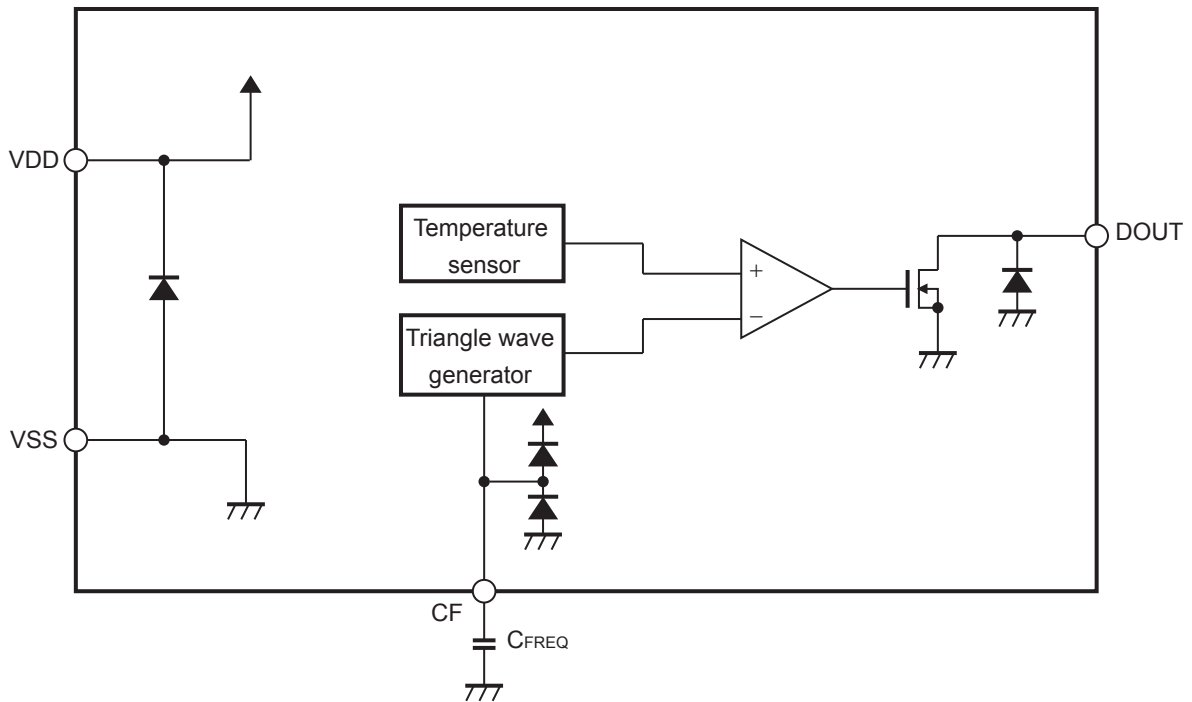 VDD
Temperature
sensor
+
−
DOUT
Triangle wave
generator
VSS
CF
CFREQ